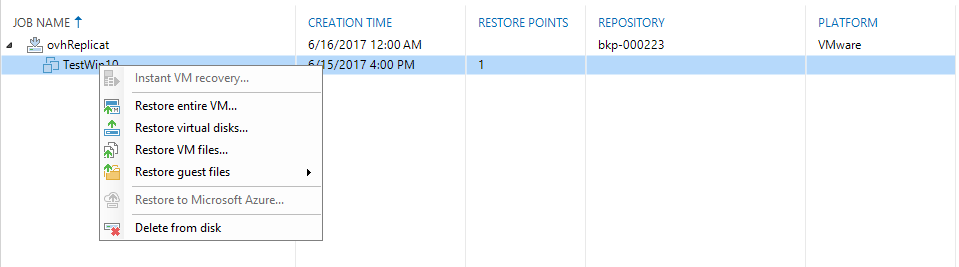 JOB NAME CREATION TIME RESTORE POINTS REPOSITORY PLATFORM
ovhReplicat 6/16/2017 12:00 AM bkp-000223 VMware
TestWin10 6/15/2017 4:00 PM 1
Instant VM recovery...
Restore entire VM...
Restore virtual disks...
Restore VM files...
Restore guest files
Restore to Microsoft Azure...
Delete from disk